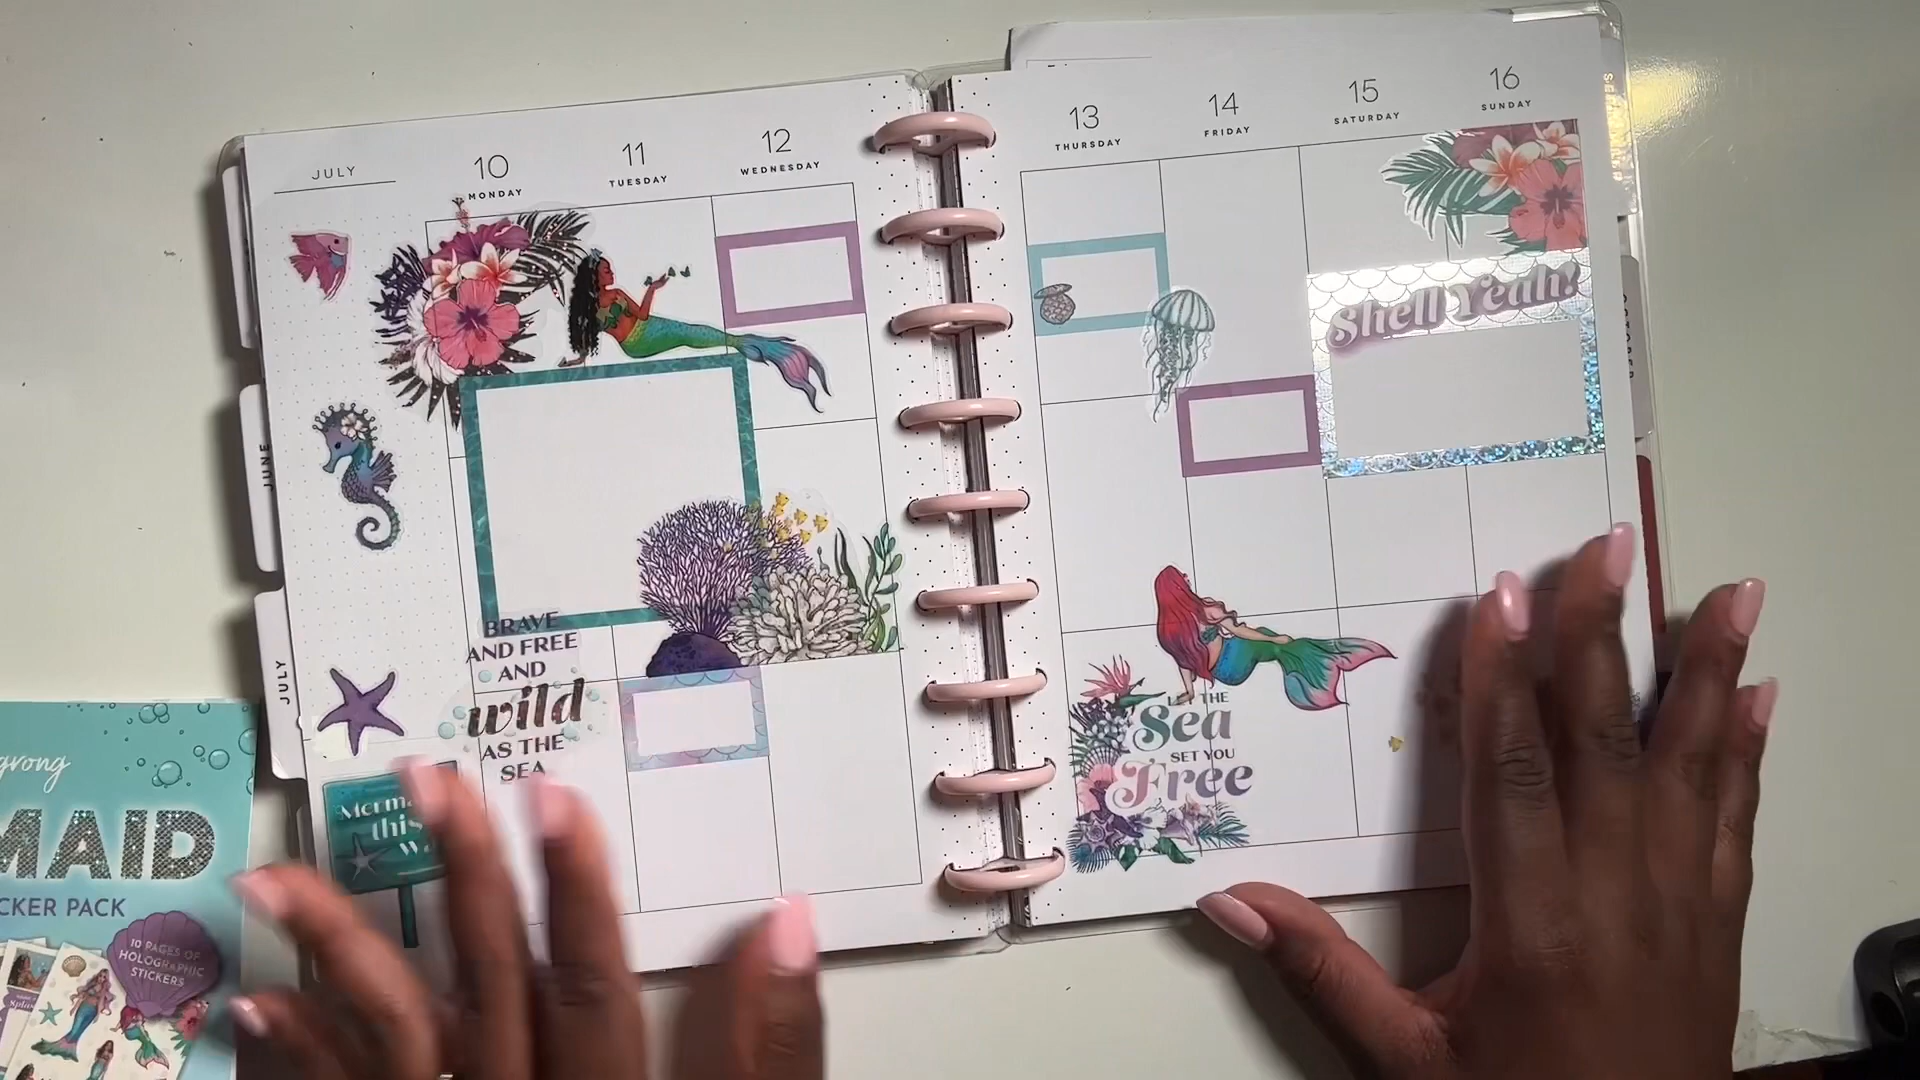 JULY
10
MONDAY
11
TUESDAY
12
WEDNESDAY
13
THURSDAY
14
FRIDAY
15
SATURDAY
16
SUNDAY
Shell Yeah!
BRAVE
AND FREE
AND
wild
AS THE
SEA
this
THE
Sea
SET YOU
Free
JUNE
JULY
OCTOBER
10 PAGES OF
HOLOGRAPHIC
STICKERS
PACK